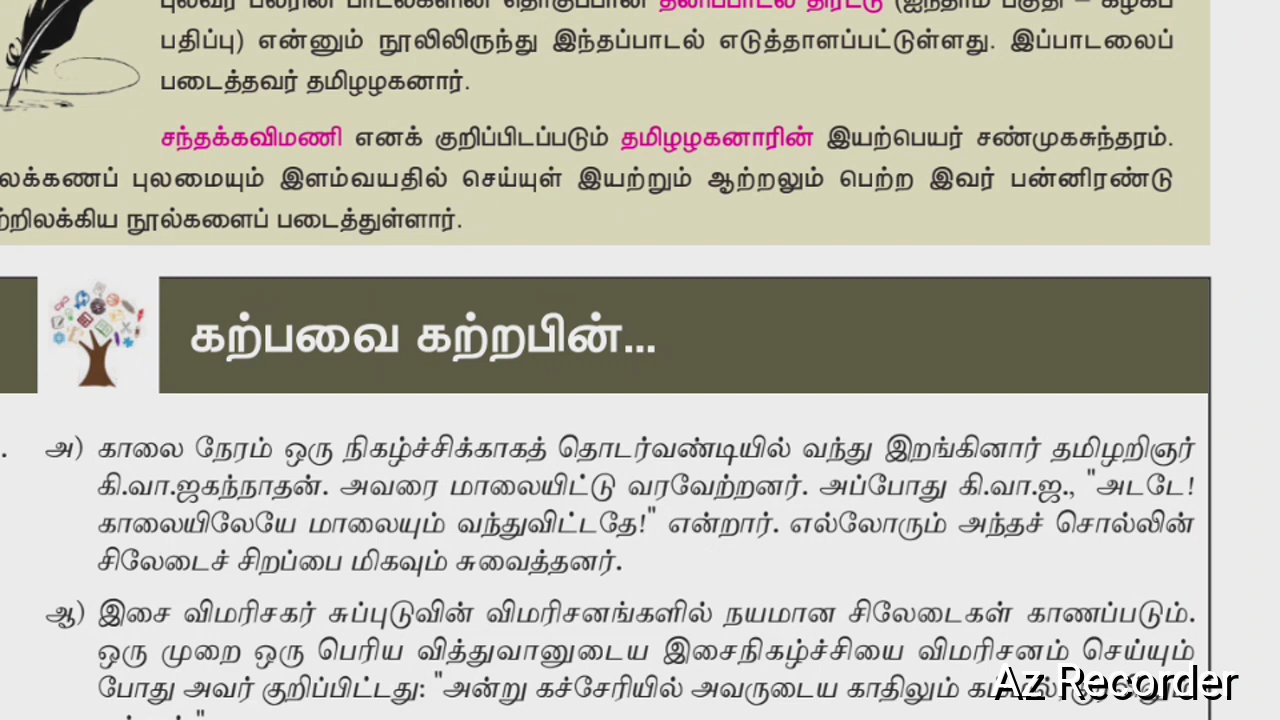 புலவர் பலரின் பாடல்களின் தொகுப்பான தனிப்பாடல் திரட்டு (ஐந்தாம் பகுதி – கழகப்
பதிப்பு) என்னும் நூலிலிருந்து இந்தப்பாடல் எடுத்தாளப்பட்டுள்ளது. இப்பாடலைப்
படைத்தவர் தமிழழகனார்.
சந்தக்கவிமணி எனக் குறிப்பிடப்படும் தமிழழகனாரின் இயற்பெயர் சண்முகசுந்தரம்.
லக்கணப் புலமையும் இளம்வயதில் செய்யுள் இயற்றும் ஆற்றலும் பெற்ற இவர் பன்னிரண்டு
ற்றிலக்கிய நூல்களைப் படைத்துள்ளார்.
கற்பவை கற்றபின்...
. அ) காலை நேரம் ஒரு நிகழ்ச்சிக்காகத் தொடர்வண்டியில் வந்து இறங்கினார் தமிழறிஞர்
கி.வா.ஜகந்நாதன். அவரை மாலையிட்டு வரவேற்றனர். அப்போது கி.வா.ஜ., "அடடே!
காலையிலேயே மாலையும் வந்துவிட்டதே!" என்றார். எல்லோரும் அந்தச் சொல்லின்
சிலேடைச் சிறப்பை மிகவும் சுவைத்தனர்.
ஆ) இசை விமரிசகர் சுப்புடுவின் விமரிசனங்களில் நயமான சிலேடைகள் காணப்படும்.
ஒரு முறை ஒரு பெரிய வித்துவானுடைய இசைநிகழ்ச்சியை விமரிசனம் செய்யும்
போது அவர் குறிப்பிட்டது: "அன்று கச்சேரியில் அவருடைய காதிலும்
Az Recorder